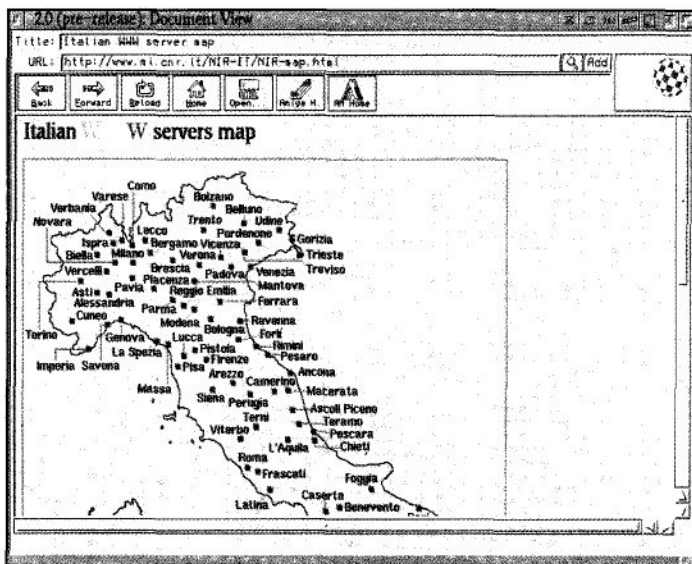 2.0 (pre-release): Document View
Title: Italian WWW server map
URL: http://www.mi.cnr.it/NIR-IT/NIR-map.html Add
Back Forward Reload Home Open... Amiga H. AM Home
Italian W W servers map
Como
Varese
Verbania
Novara
Bolzano
Belluno
Trento
Udine
Pordenone
Lecco
Gorizia
Ispra
Bergamo
Vicenza
Biella
Milano
Verona
Trieste
Brescia
Treviso
Vercelli
Padova
Venezia
Pavia
Piacenza
Mantova
Asti
Reggio Emilia
Alessandria
Parma
Ferrara
Cuneo
Modena
Ravenna
Torino
Genova
Bologna
Forlì
La Spezia
Lucca
Pistoia
Rimini
Imperia
Savona
Firenze
Pesaro
Pisa
Arezzo
Ancona
Massa
Camerino
Macerata
Siena
Perugia
Ascoli Piceno
Terni
Teramo
Viterbo
Pescara
L'Aquila
Chieti
Roma
Frascati
Foggia
Latina
Caserta
Benevento